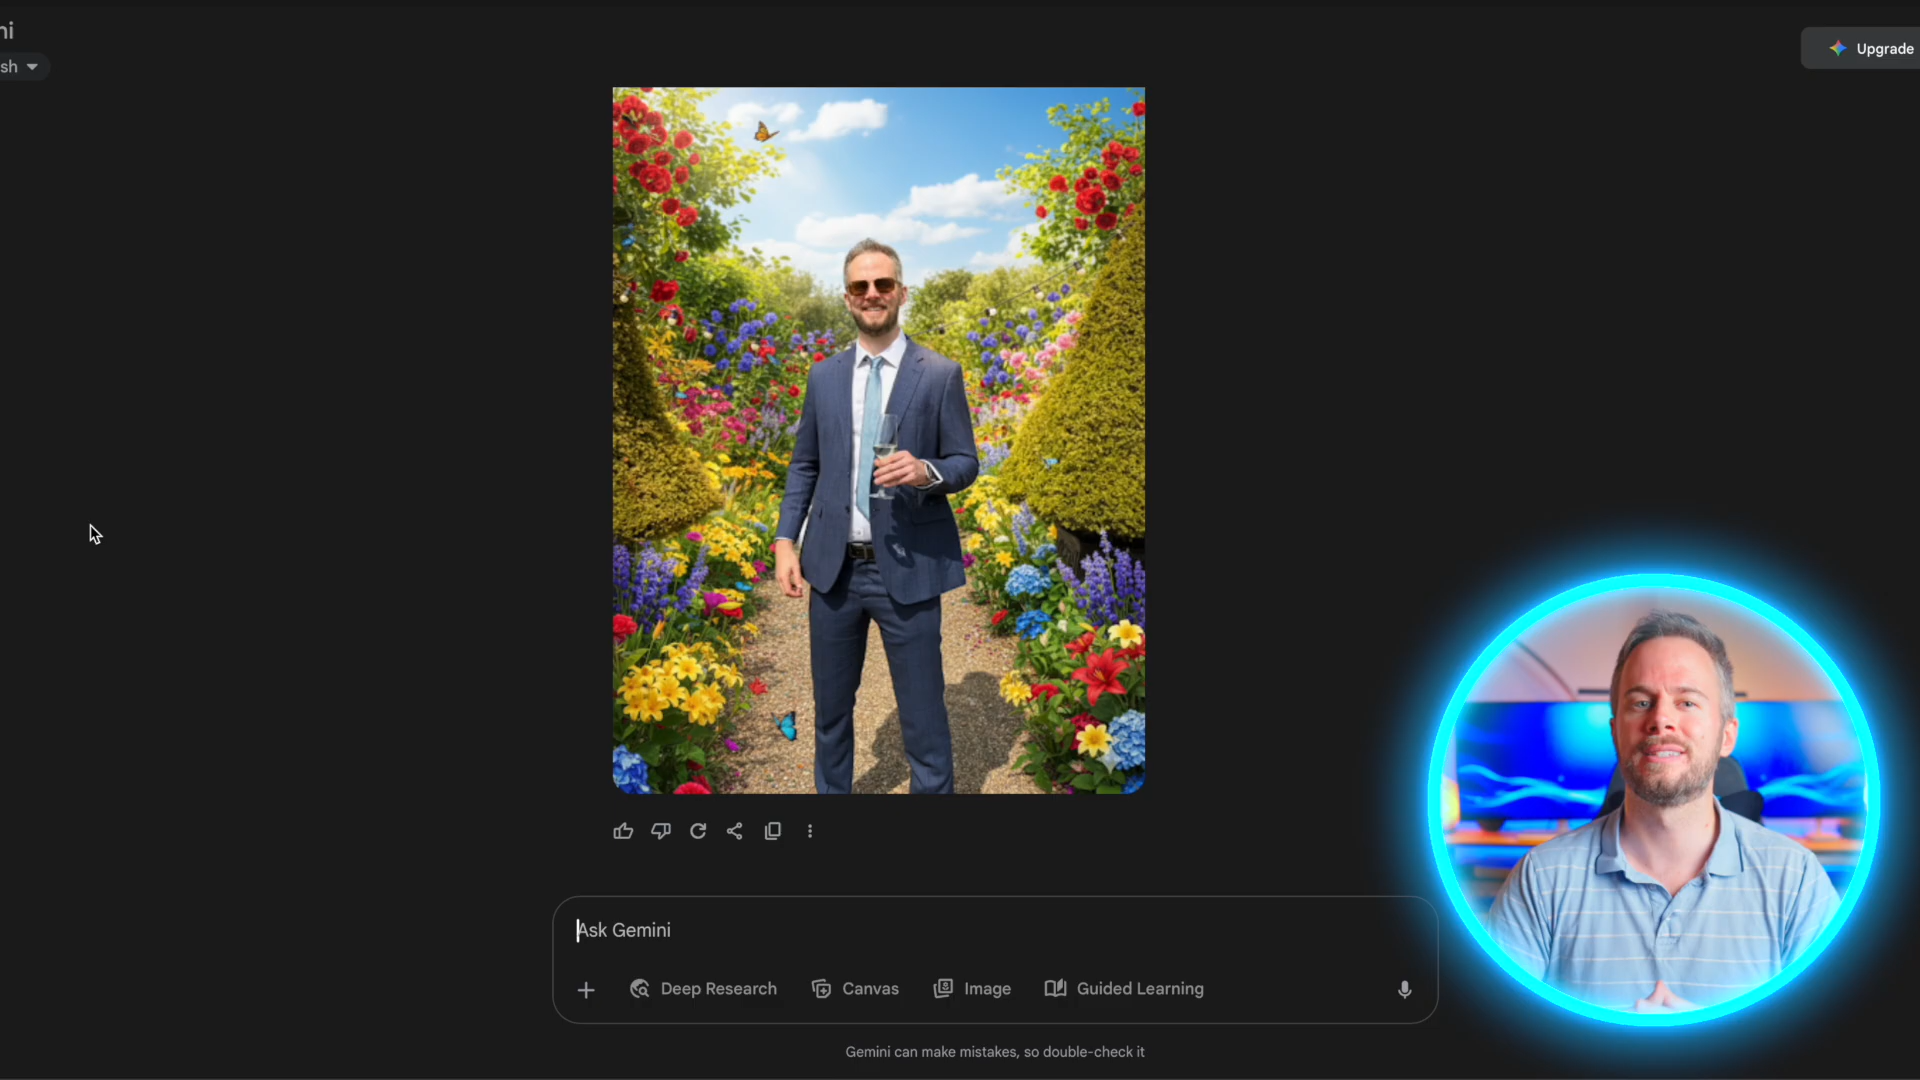 ni
sh
Upgrade
Ask Gemini
Deep Research
Canvas
Image
Guided Learning
Gemini can make mistakes, so double-check it